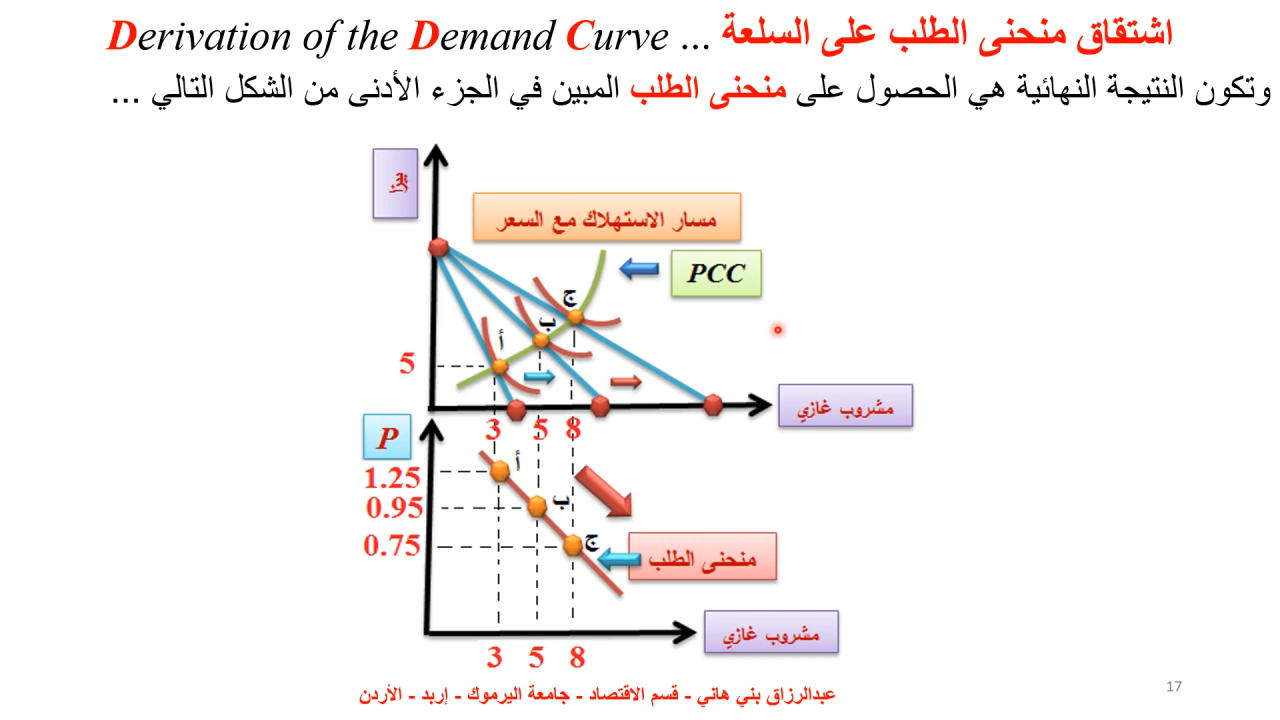 اشتقاق منحنى الطلب على السلعة ... Derivation of the Demand Curve
وتكون النتيجة النهائية هي الحصول على منحنى الطلب المبين في الجزء الأدنى من الشكل التالي ...
مسار الاستهلاك مع السعر
PCC
ج
ب
أ
5
مشروب غازي
3 5 8
P
أ
1.25
ب
0.95
ج
0.75
منحنى الطلب
مشروب غازي
3 5 8
عبدالرزاق بني هاني - قسم الاقتصاد - جامعة اليرموك - إربد - الأردن
17